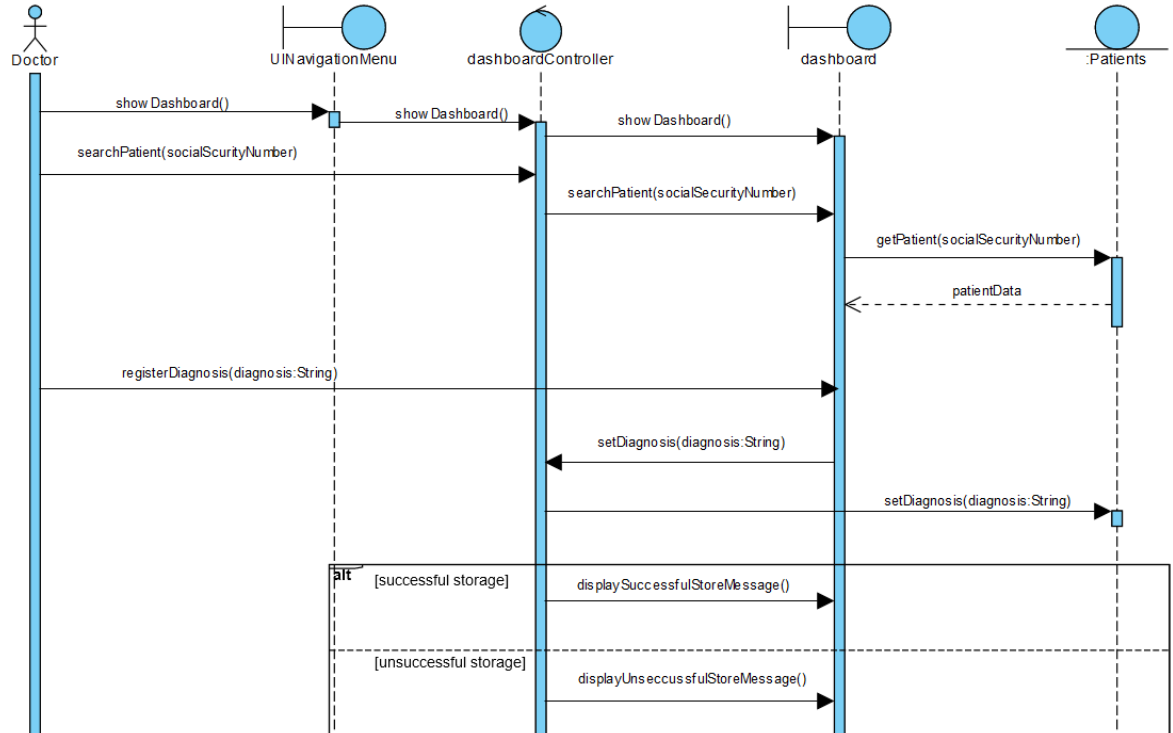 Doctor
UINavigationMenu
dashboardController
dashboard
:Patients
show Dashboard()
show Dashboard()
show Dashboard()
searchPatient(socialScurityNumber)
searchPatient(socialSecurityNumber)
getPatient(socialSecurityNumber)
patientData
registerDiagnosis(diagnosis:String)
setDiagnosis(diagnosis:String)
setDiagnosis(diagnosis:String)
alt
[successful storage]
displaySuccessfulStoreMessage()
[unsuccessful storage]
displayUnseccussfulStoreMessage()